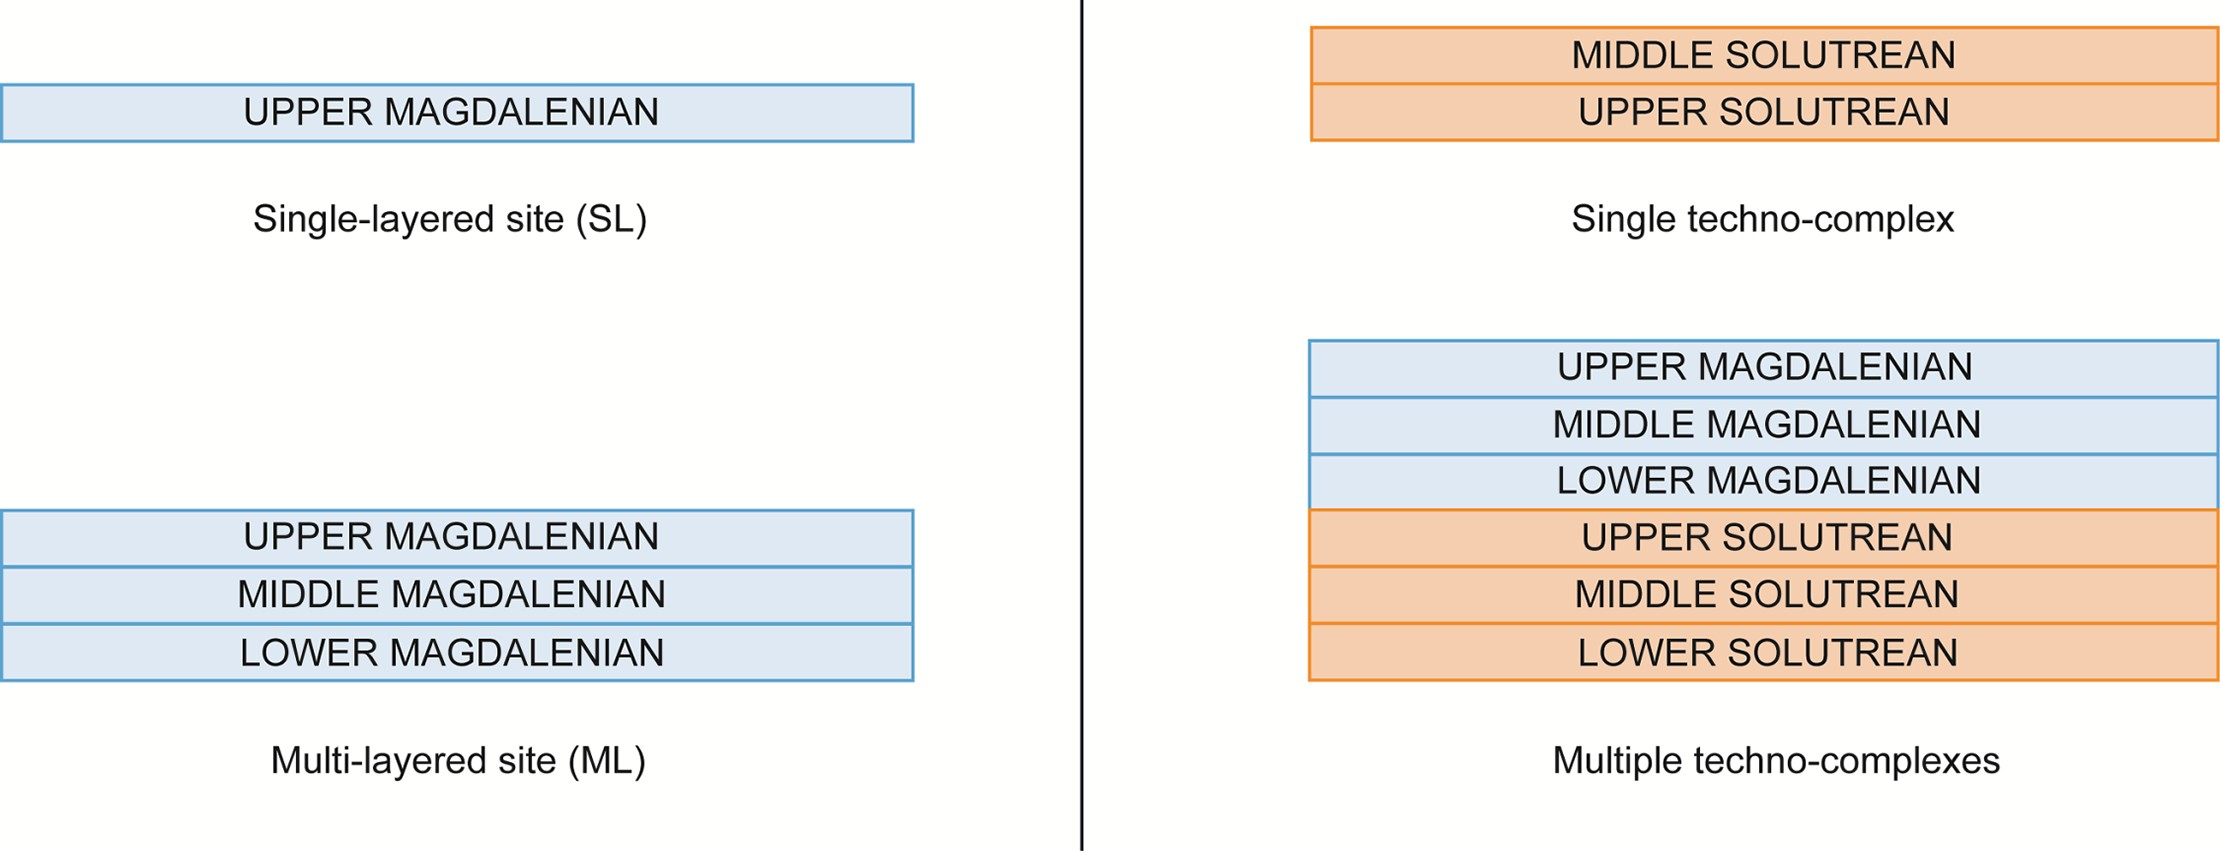 UPPER MAGDALENIAN
Single-layered site (SL)
UPPER MAGDALENIAN
MIDDLE MAGDALENIAN
LOWER MAGDALENIAN
Multi-layered site (ML)
MIDDLE SOLUTREAN
UPPER SOLUTREAN
Single techno-complex
UPPER MAGDALENIAN
MIDDLE MAGDALENIAN
LOWER MAGDALENIAN
UPPER SOLUTREAN
MIDDLE SOLUTREAN
LOWER SOLUTREAN
Multiple techno-complexes